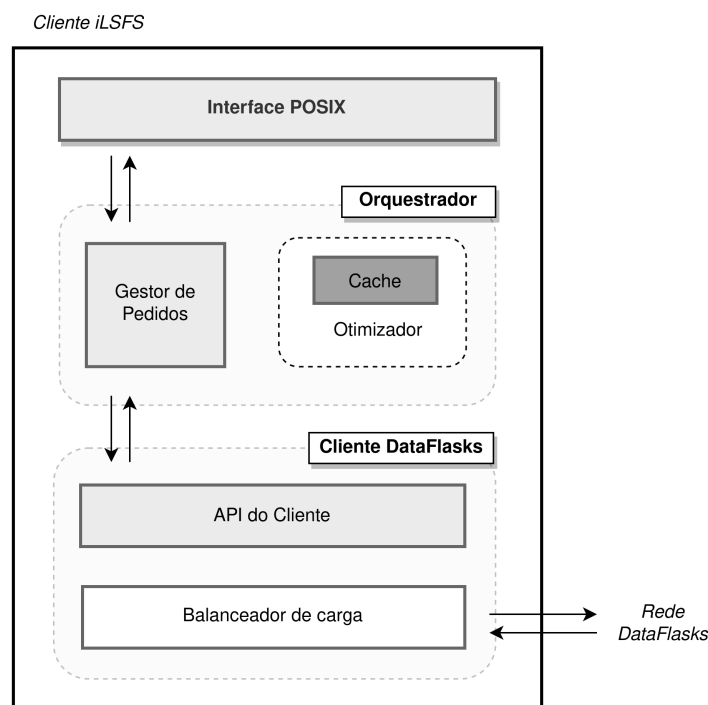 Cliente iLSFS
Interface POSIX
Orquestrador
Gestor de
Pedidos
Cache
Otimizador
Cliente DataFlasks
API do Cliente
Balanceador de carga
Rede
DataFlasks